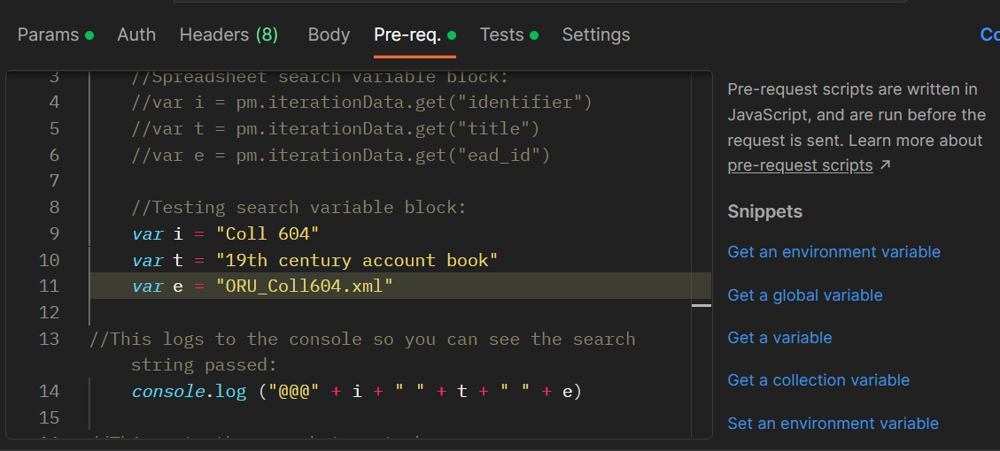 Params Auth Headers (8) Body Pre-req. Tests Settings Co
3 //Spreadsheet search variable block:
4 //var i = pm.iterationData.get("identifier")
5 //var t = pm.iterationData.get("title")
6 //var e = pm.iterationData.get("ead_id")
7
8 //Testing search variable block:
9 var i = "Coll 604"
10 var t = "19th century account book"
11 var e = "ORU_Coll604.xml"
12
13 //This logs to the console so you can see the search
string passed:
14 console.log ("@@@" + i + " " + t + " " + e)
15
Pre-request scripts are written in
JavaScript, and are run before the
request is sent. Learn more about
pre-request scripts ↗
Snippets
Get an environment variable
Get a global variable
Get a variable
Get a collection variable
Set an environment variable